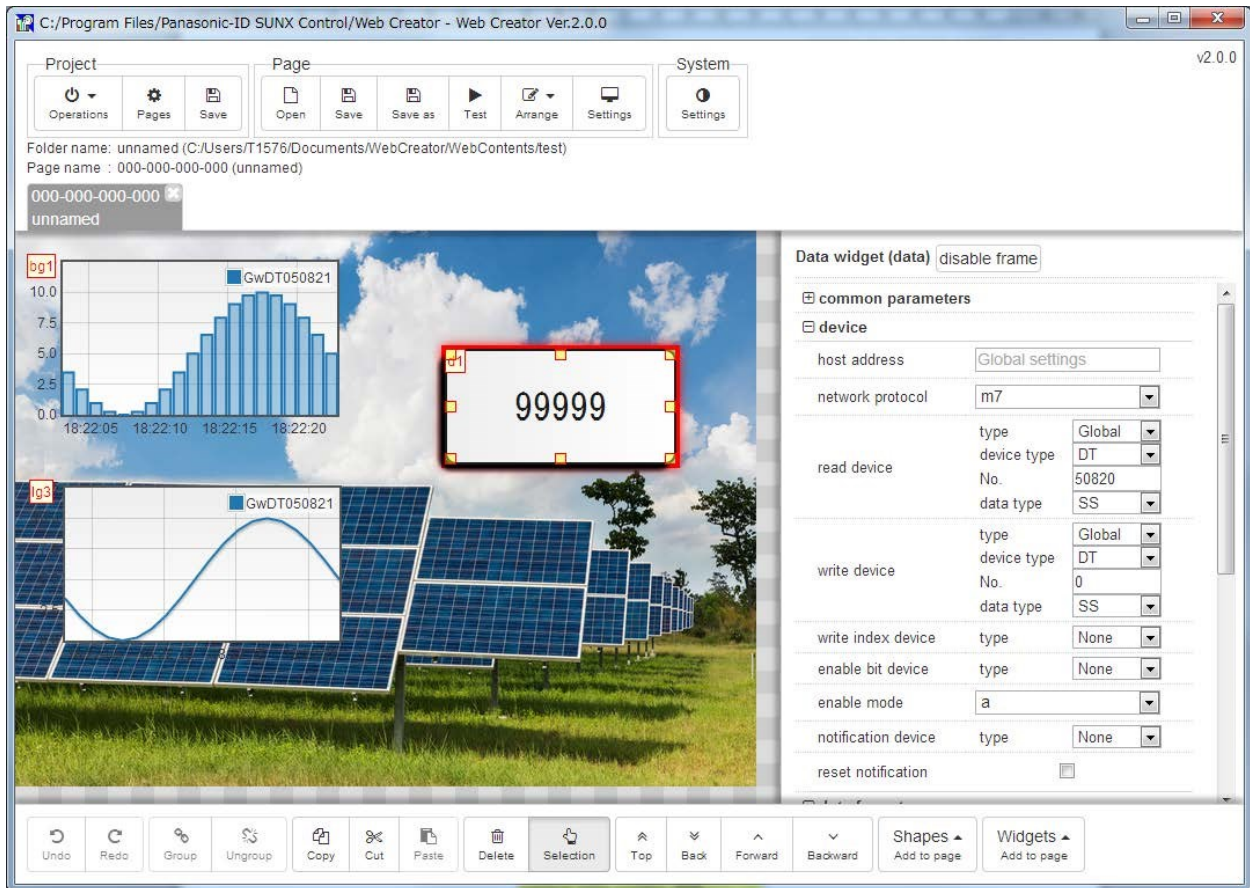 C:/Program Files/Panasonic-ID SUNX Control/Web Creator - Web Creator Ver.2.0.0
v2.0.0
Project
Page
System
Operations
Pages
Save
Open
Save
Save as
Test
Arrange
Settings
Settings
Folder name: unnamed (C:/Users/T1576/Documents/WebCreator/WebContents/test)
Page name : 000-000-000-000 (unnamed)
000-000-000-000
unnamed
bg1
GwDT050821
10.0
7.5
5.0
2.5
0.0
18:22:05 18:22:10 18:22:15 18:22:20
d1
99999
lg3
GwDT050821
Data widget (data) disable frame
common parameters
device
host address Global settings
network protocol m7
read device
type Global
device type DT
No. 50820
data type SS
write device
type Global
device type DT
No. 0
data type SS
write index device type None
enable bit device type None
enable mode a
notification device type None
reset notification
Undo
Redo
Group
Ungroup
Copy
Cut
Paste
Delete
Selection
Top
Back
Forward
Backward
Shapes
Add to page
Widgets
Add to page